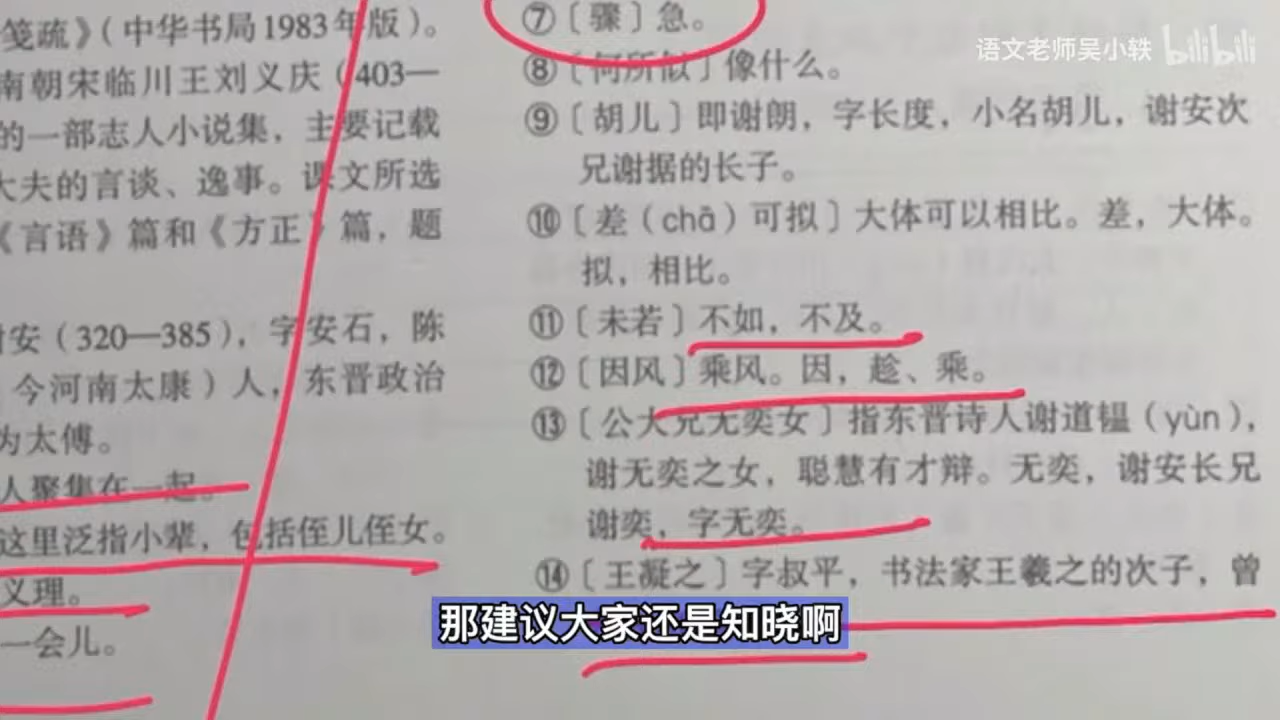 笺疏》(中华书局1983年版)。
南朝宋临川王刘义庆(403—
的一部志人小说集，主要记载
大夫的言谈、逸事。课文所选
《言语》篇和《方正》篇，题
谢安(320—385)，字安石，陈
今河南太康)人，东晋政治
为太傅。
人聚集在一起。
这里泛指小辈，包括侄儿侄女。
义理。
一会儿。
⑦〔骤〕急。
⑧〔何所似〕像什么。
⑨〔胡儿〕即谢朗，字长度，小名胡儿，谢安次
兄谢据的长子。
⑩〔差(chā)可拟〕大体可以相比。差，大体。
拟，相比。
⑪〔未若〕不如，不及。
⑫〔因风〕乘风。因，趁、乘。
⑬〔公大兄无奕女〕指东晋诗人谢道韫(yùn)，
谢无奕之女，聪慧有才辩。无奕，谢安长兄
谢奕，字无奕。
⑭〔王凝之〕字叔平，书法家王羲之的次子，曾
语文老师吴小轶 bilibili
那建议大家还是知晓啊